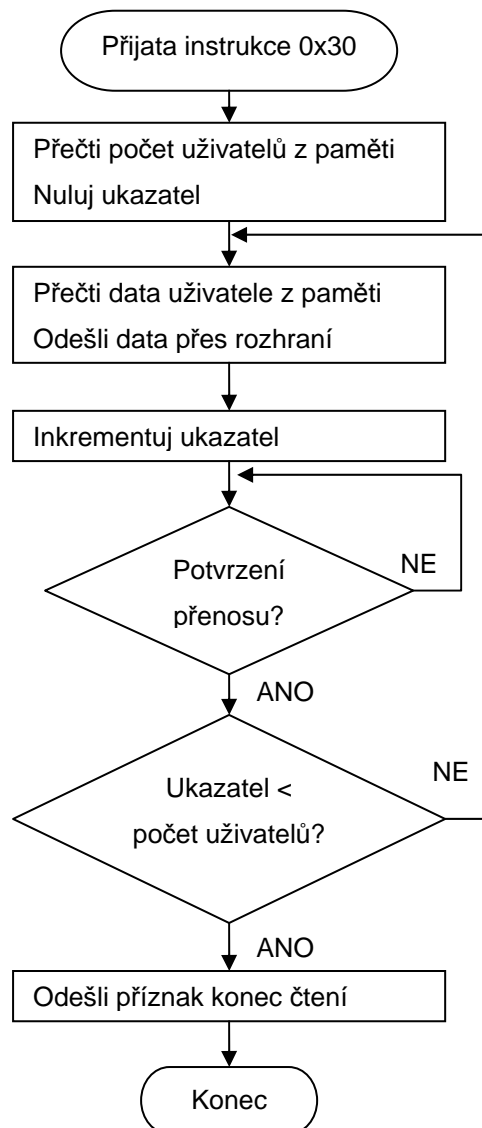 Přijata instrukce 0x30
Přečti počet uživatelů z paměti
Nuluj ukazatel
Přečti data uživatele z paměti
Odešli data přes rozhraní
Inkrementuj ukazatel
Potvrzení
přenosu?
NE
ANO
Ukazatel <
počet uživatelů?
NE
ANO
Odešli příznak konec čtení
Konec